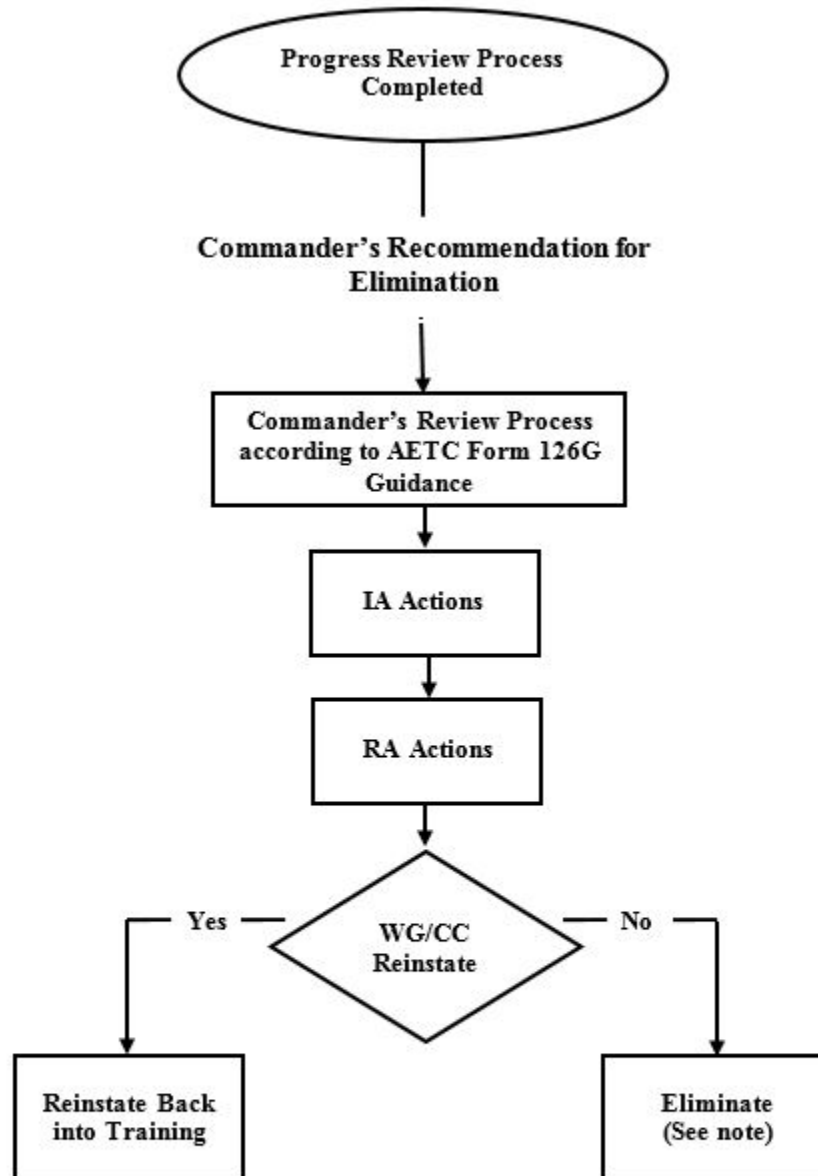 Progress Review Process
Completed
Commander's Recommendation for
Elimination
Commander's Review Process
according to AETC Form 126G
Guidance
IA Actions
RA Actions
WG/CC
Reinstate
Yes
No
Reinstate Back
into Training
Eliminate
(See note)